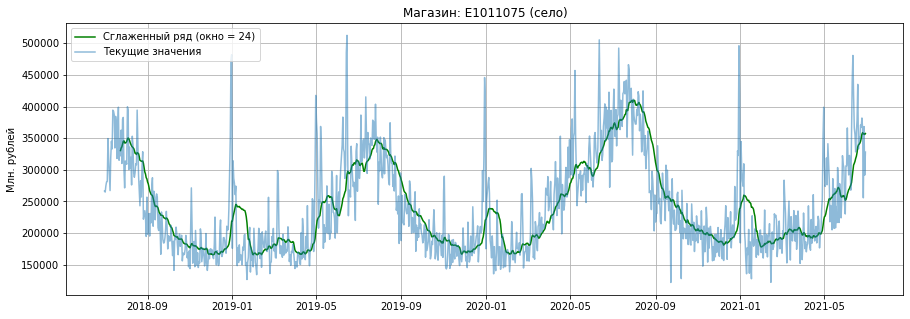 Магазин: E1011075 (село)
Сглаженный ряд (окно = 24)
Текущие значения
Млн. рублей
500000
450000
400000
350000
300000
250000
200000
150000
2018-09 2019-01 2019-05 2019-09 2020-01 2020-05 2020-09 2021-01 2021-05